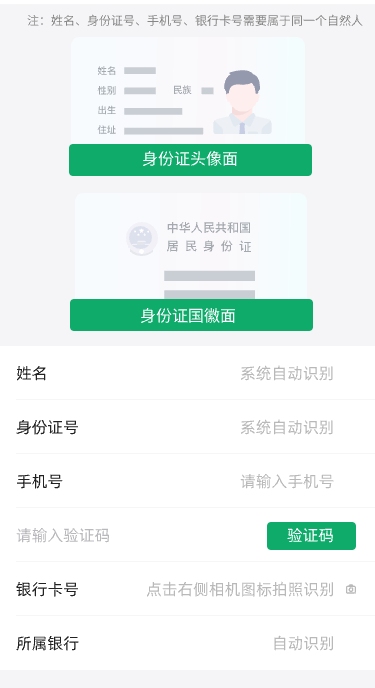 注：姓名、身份证号、手机号、银行卡号需要属于同一个自然人
姓名
性别 民族
出生
住址
身份证头像面
中华人民共和国
居民身份证
身份证国徽面
姓名 系统自动识别
身份证号 系统自动识别
手机号 请输入手机号
请输入验证码 验证码
银行卡号 点击右侧相机图标拍照识别
所属银行 自动识别